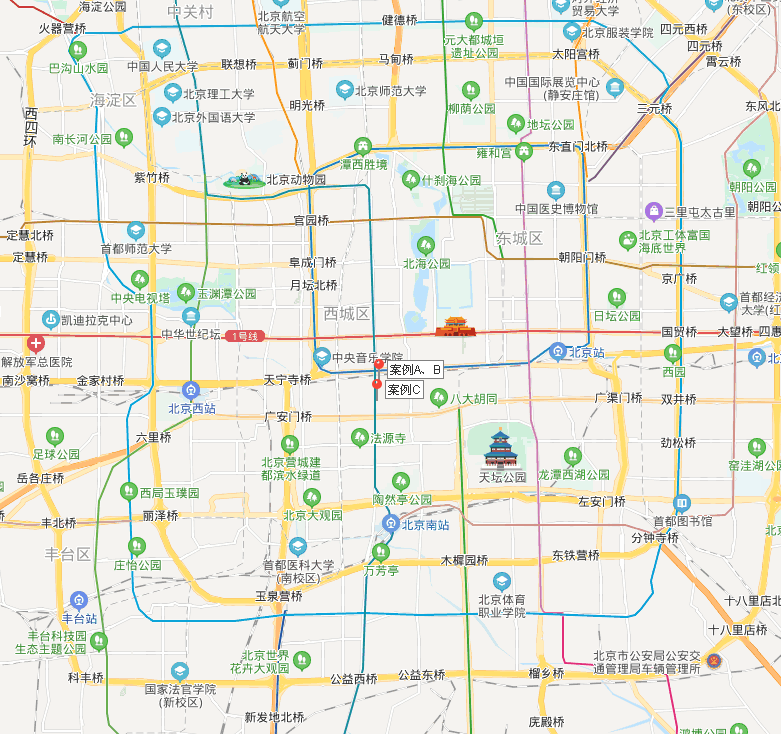 海淀公园
中关村
北京航空
航天大学
健德桥
贸易大学
(东校区)
火器营桥
元大都城垣
遗址公园
北京服装学院
四元西桥
四元桥
霄云桥
巴沟山水园
中国人民大学
联想桥
蓟门桥
马甸桥
太阳宫桥
中国国际展览中心
(静安庄馆)
海淀区
北京理工大学
北京师范大学
明光桥
柳荫公园
三元桥
东风北
西四环
北京外国语大学
地坛公园
南长河公园
潭西胜境
雍和宫
东直门北桥
紫竹桥
北京动物园
什刹海公园
朝阳公园
中国医史博物馆
三里屯太古里
朝阳公
官园桥
定慧北桥
首都师范大学
东城区
北京工体富国
海底世界
定慧桥
阜成门桥
北海公园
朝阳门桥
红领
京广桥
月坛北桥
中央电视塔
玉渊潭公园
日坛公园
首都经济
大学(红
西城区
凯迪拉克中心
中华世纪坛
1号线
国贸桥
大望桥
四惠
解放军总医院
中央音乐学院
北京站
西园
北
南沙窝桥
金家村桥
天宁寺桥
案例A、B
案例C
八大胡同
广渠门桥
双井桥
北京西站
广安门桥
六里桥
法源寺
劲松桥
足球公园
北京营城建
都滨水绿道
天坛公园
龙潭西湖公园
窑洼湖公园
岳各庄桥
西局玉璞园
陶然亭公园
北京大观园
左安门桥
丰北桥
丽泽桥
北京南站
首都图书馆
北京
丰台区
分钟寺桥
庄怡公园
首都医科大学
(南校区)
万芳亭
木樨园桥
东铁营桥
玉泉营桥
北京体育
职业学院
丰台站
十八里店北
十八里店桥
丰台科技园
生态主题公园
北京世界
花卉大观园
北京市公安局公安交
通管理局车辆管理所
科丰桥
国家法官学院
(新校区)
公益西桥
公益东桥
榴乡桥
新发地北桥
庑殿桥
鸿博公园